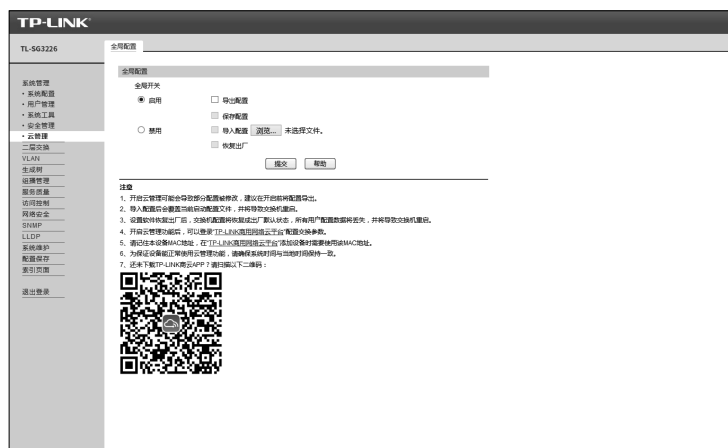 TP-LINK®
TL-SG3226
全局配置
系统管理
• 系统配置
• 用户管理
• 系统工具
• 安全管理
• 云管理
二层交换
VLAN
生成树
组播管理
服务质量
访问控制
网络安全
SNMP
LLDP
系统维护
配置保存
索引页面
退出登录
全局配置
全局开关
启用 导出配置
保存配置
禁用 导入配置 浏览... 未选择文件。
恢复出厂
提交 帮助
注意
1、开启云管理可能会导致部分配置被修改，建议在开启前将配置导出。
2、导入配置后会覆盖当前启动配置文件，并将导致交换机重启。
3、设置软件恢复出厂后，交换机配置将恢复成出厂默认状态，所有用户配置数据将丢失，并将导致交换机重启。
4、开启云管理功能后，可以登录"TP-LINK商用网络云平台"配置交换参数。
5、请记住本设备MAC地址，在"TP-LINK商用网络云平台"添加设备时需要使用该MAC地址。
6、为保证设备能正常使用云管理功能，请确保系统时间与当地时间保持一致。
7、还未下载TP-LINK商云APP？请扫描以下二维码：